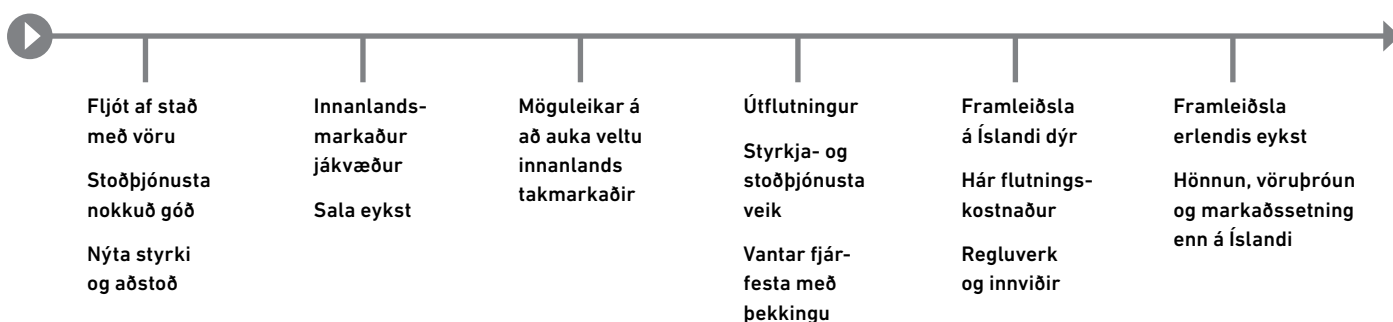 Fljót af stað
með vöru
Stoðþjónusta
nokkuð góð
Nýta styrki
og aðstoð
Innanlands-
markaður
jákvæður
Sala eykst
Möguleikar á
að auka veltu
innanlands
takmarkaðir
Útflutningur
Styrkja- og
stoðþjónusta
veik
Vantar fjár-
festa með
þekkingu
Framleiðsla
á Íslandi dýr
Hár flutnings-
kostnaður
Regluverk
og innviðir
Framleiðsla
erlendis eykst
Hönnun, vöruþróun
og markaðssetning
enn á Íslandi